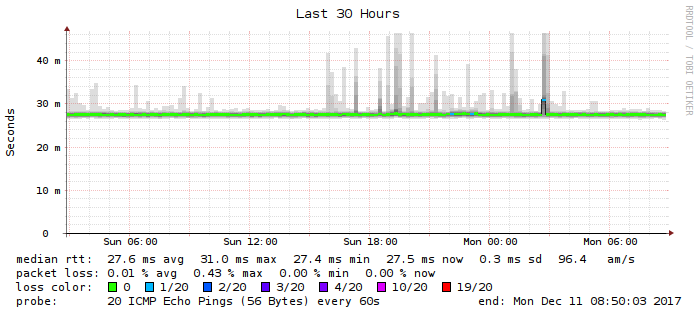 Last 30 Hours
RRDTOOL / TOBI OETIKER
Seconds
40 m
30 m
20 m
10 m
0
Sun 06:00 Sun 12:00 Sun 18:00 Mon 00:00 Mon 06:00
median rtt: 27.6 ms avg 31.0 ms max 27.4 ms min 27.5 ms now 0.3 ms sd 96.4 am/s
packet loss: 0.01 % avg 0.43 % max 0.00 % min 0.00 % now
loss color: 0 1/20 2/20 3/20 4/20 10/20 19/20
probe: 20 ICMP Echo Pings (56 Bytes) every 60s end: Mon Dec 11 08:50:03 2017